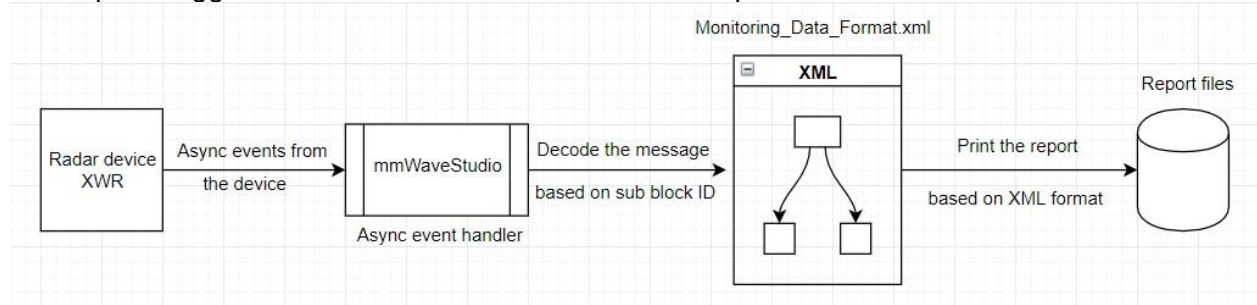 Monitoring_Data_Format.xml
XML
Report files
Radar device
XWR
Async events from
the device
mmWaveStudio
Async event handler
Decode the message
based on sub block ID
Print the report
based on XML format